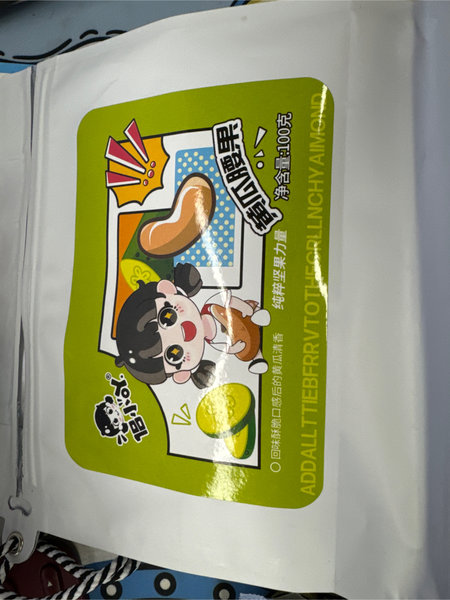 黄瓜腰果
净含量:100克
纯粹坚果力量
回味酥脆口感后的黄瓜清香
ADDALLTTIEBFRRVTOTHEGRLLNCHYAIMOND